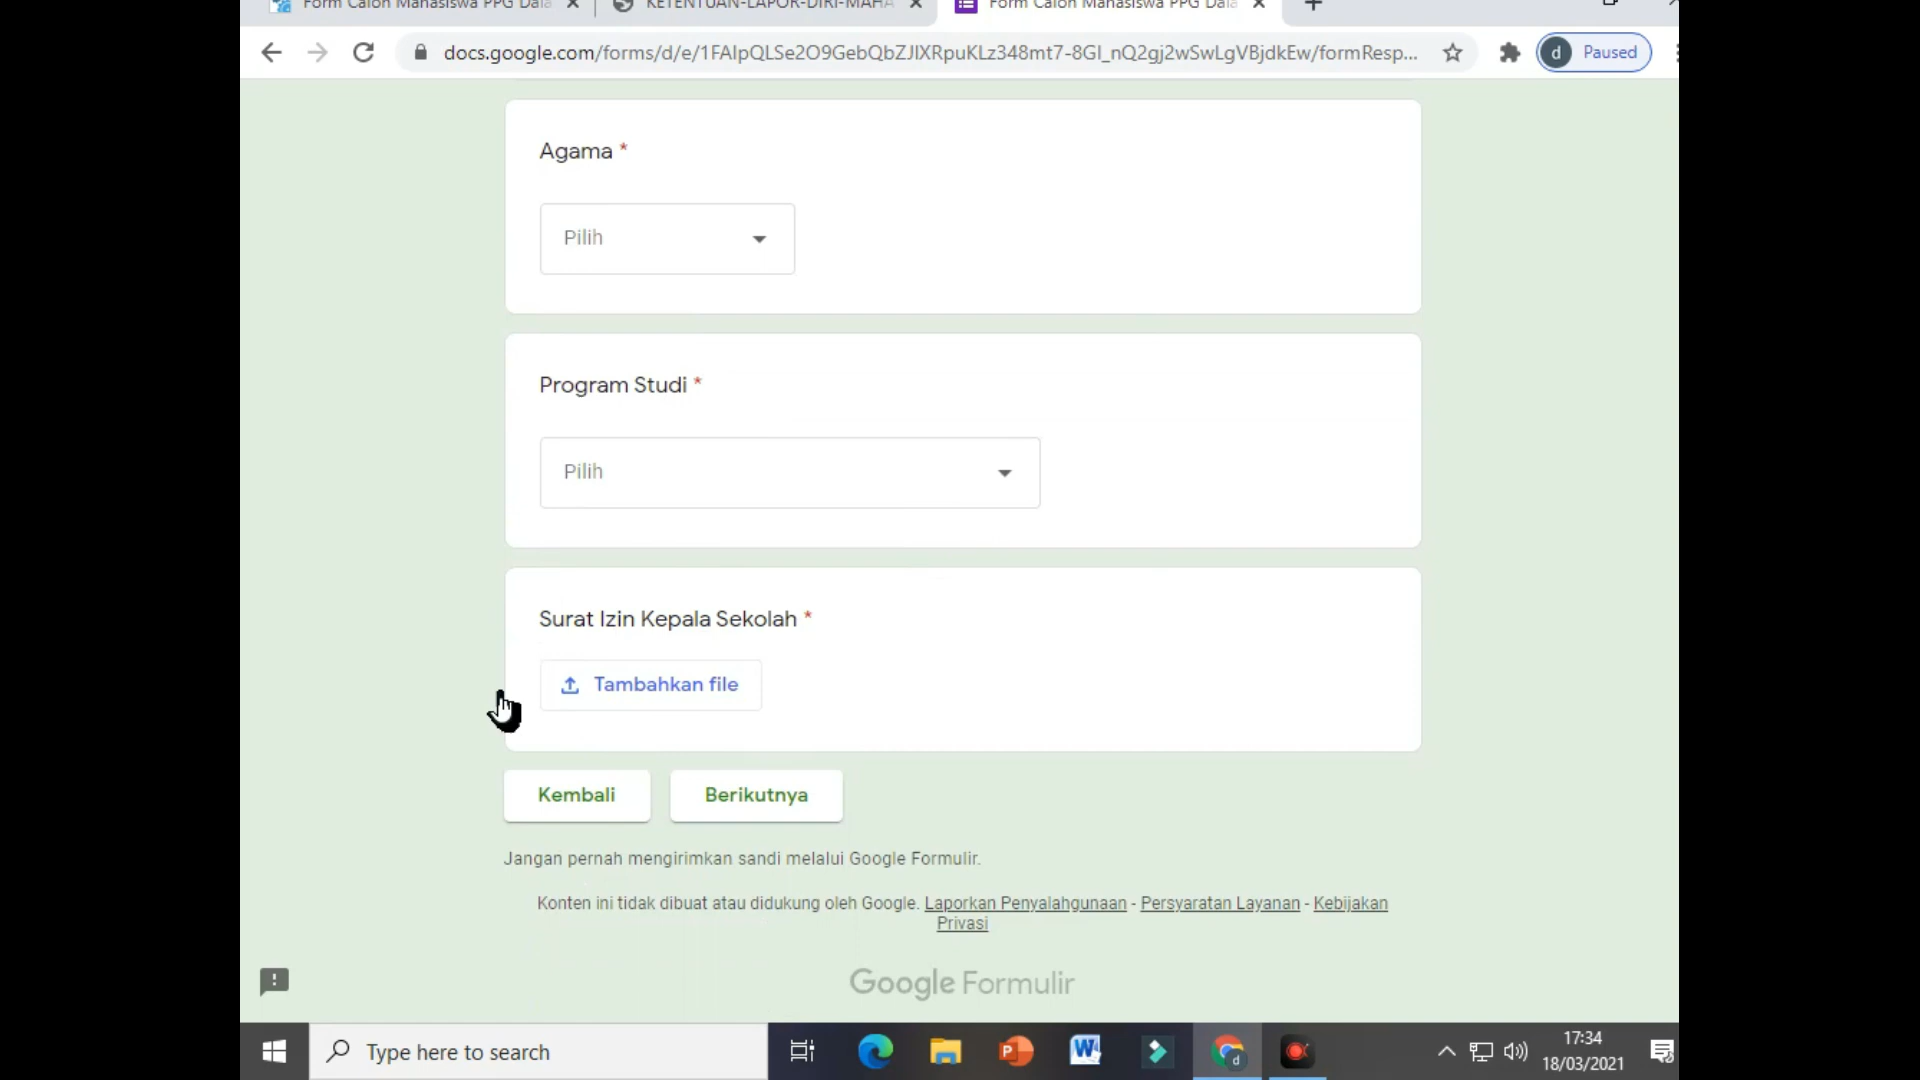 Form Calon Mahasiswa PPG Dala
KETENTUAN-LAPOR-DIRI-MAHA
Form Calon Mahasiswa PPG Dala
docs.google.com/forms/d/e/1FAIpQLSe2O9GebQbZJIXRpuKLz348mt7-8GI_nQ2gj2wSwLgVBjdkEw/formResp...
d Paused
Agama *
Pilih
Program Studi *
Pilih
Surat Izin Kepala Sekolah *
Tambahkan file
Kembali
Berikutnya
Jangan pernah mengirimkan sandi melalui Google Formulir.
Konten ini tidak dibuat atau didukung oleh Google. Laporkan Penyalahgunaan - Persyaratan Layanan - Kebijakan
Privasi
Google Formulir
Type here to search
17:34
18/03/2021